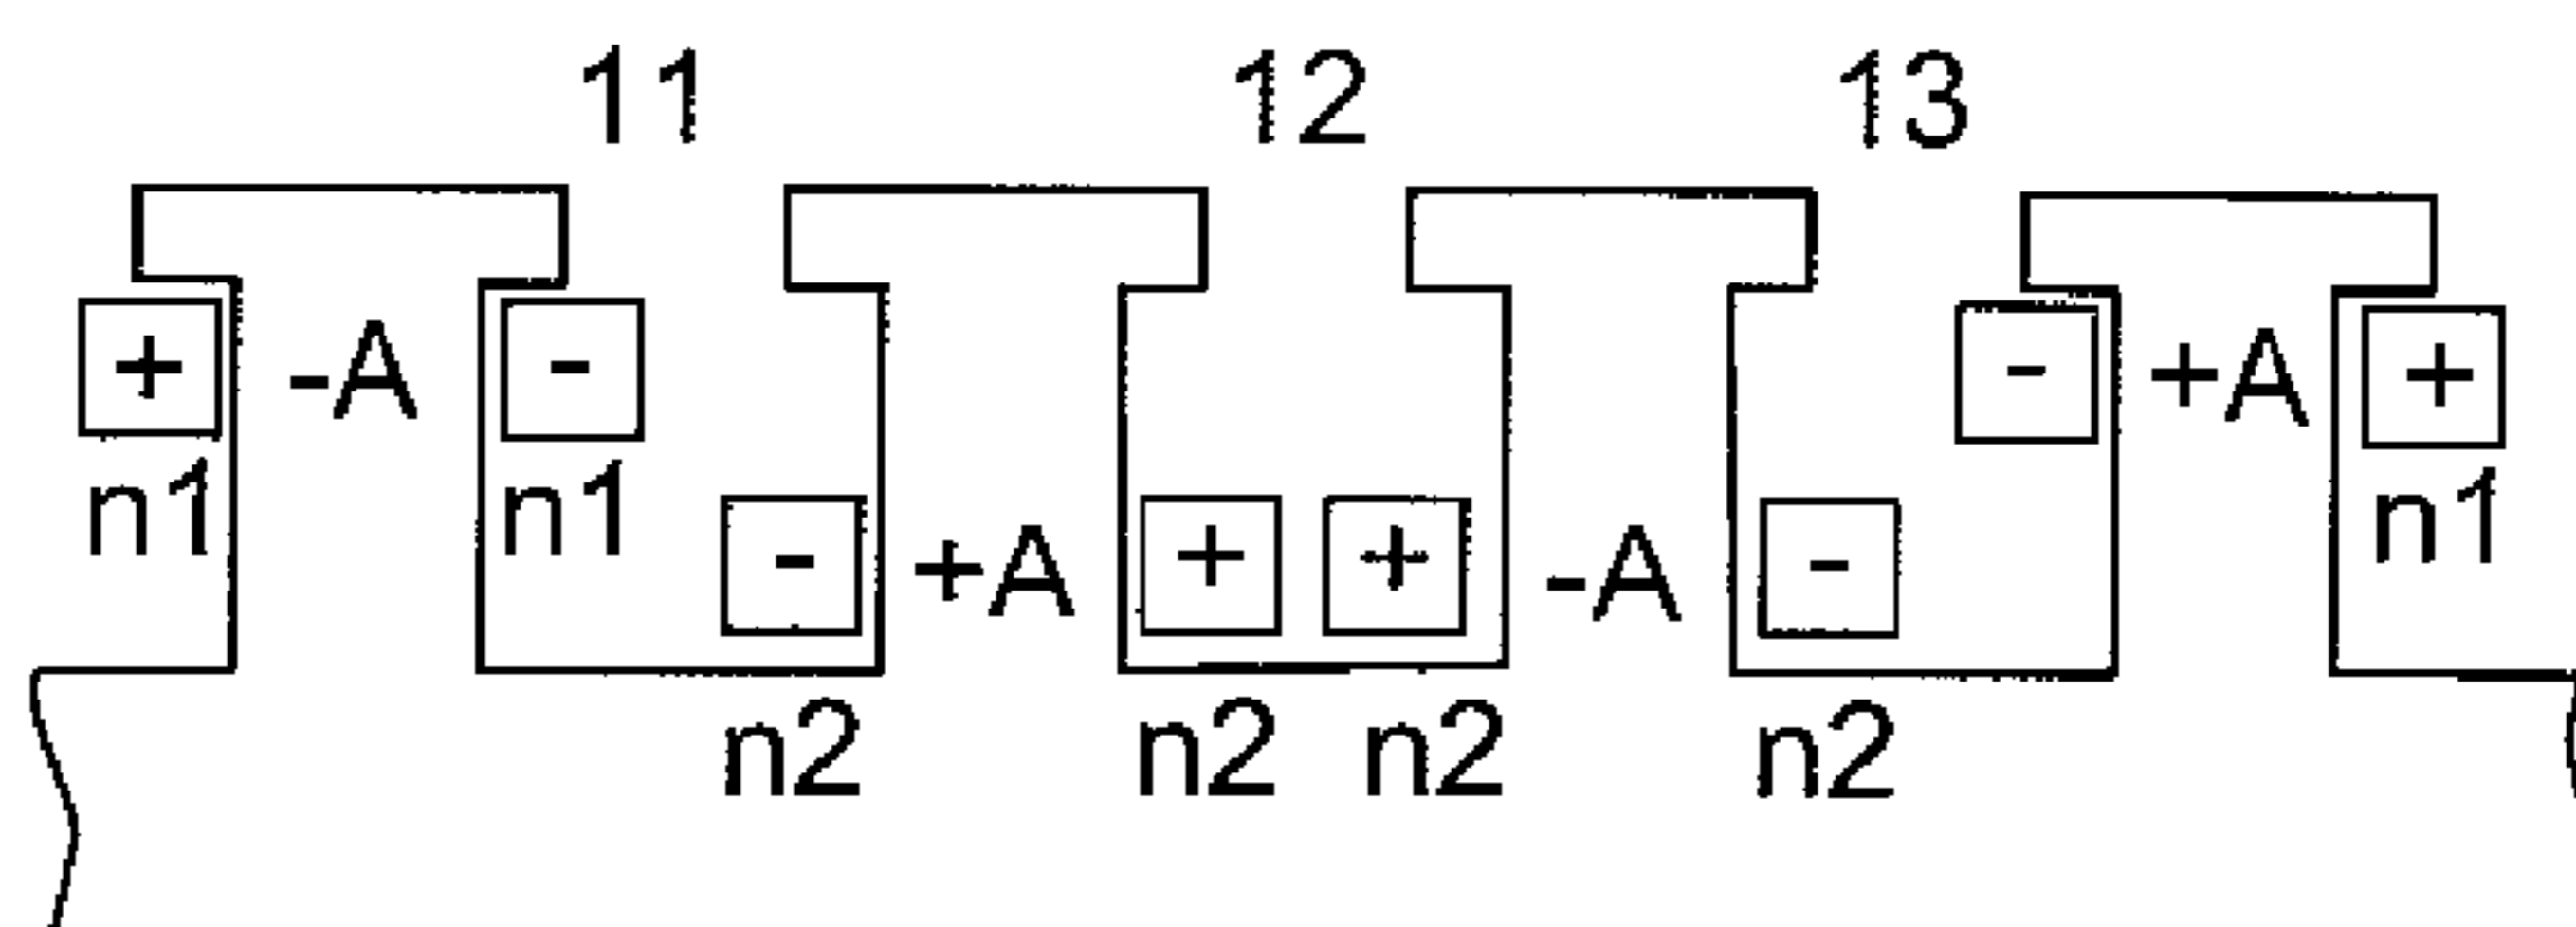 11 12 13
+ -A - - +A +
n1 n1 n1
- +A + + -A -
n2 n2 n2 n2